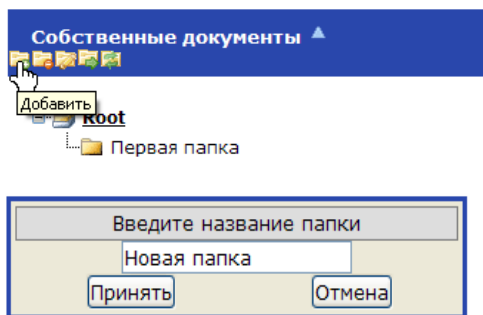 Собственные документы
Добавить
Root
Первая папка
Введите название папки
Новая папка
Принять Отмена